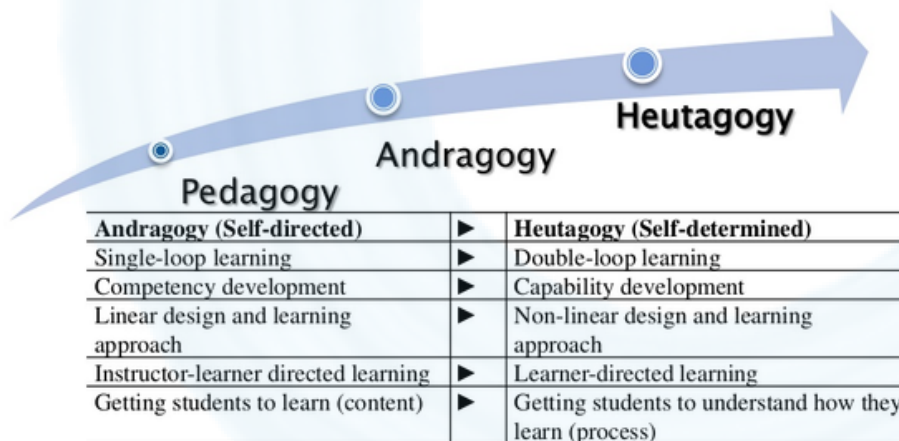 Heutagogy
Andragogy
Pedagogy
Andragogy (Self-directed) ► Heutagogy (Self-determined)
Single-loop learning ► Double-loop learning
Competency development ► Capability development
Linear design and learning ► Non-linear design and learning
approach approach
Instructor-learner directed learning ► Learner-directed learning
Getting students to learn (content) ► Getting students to understand how they
learn (process)